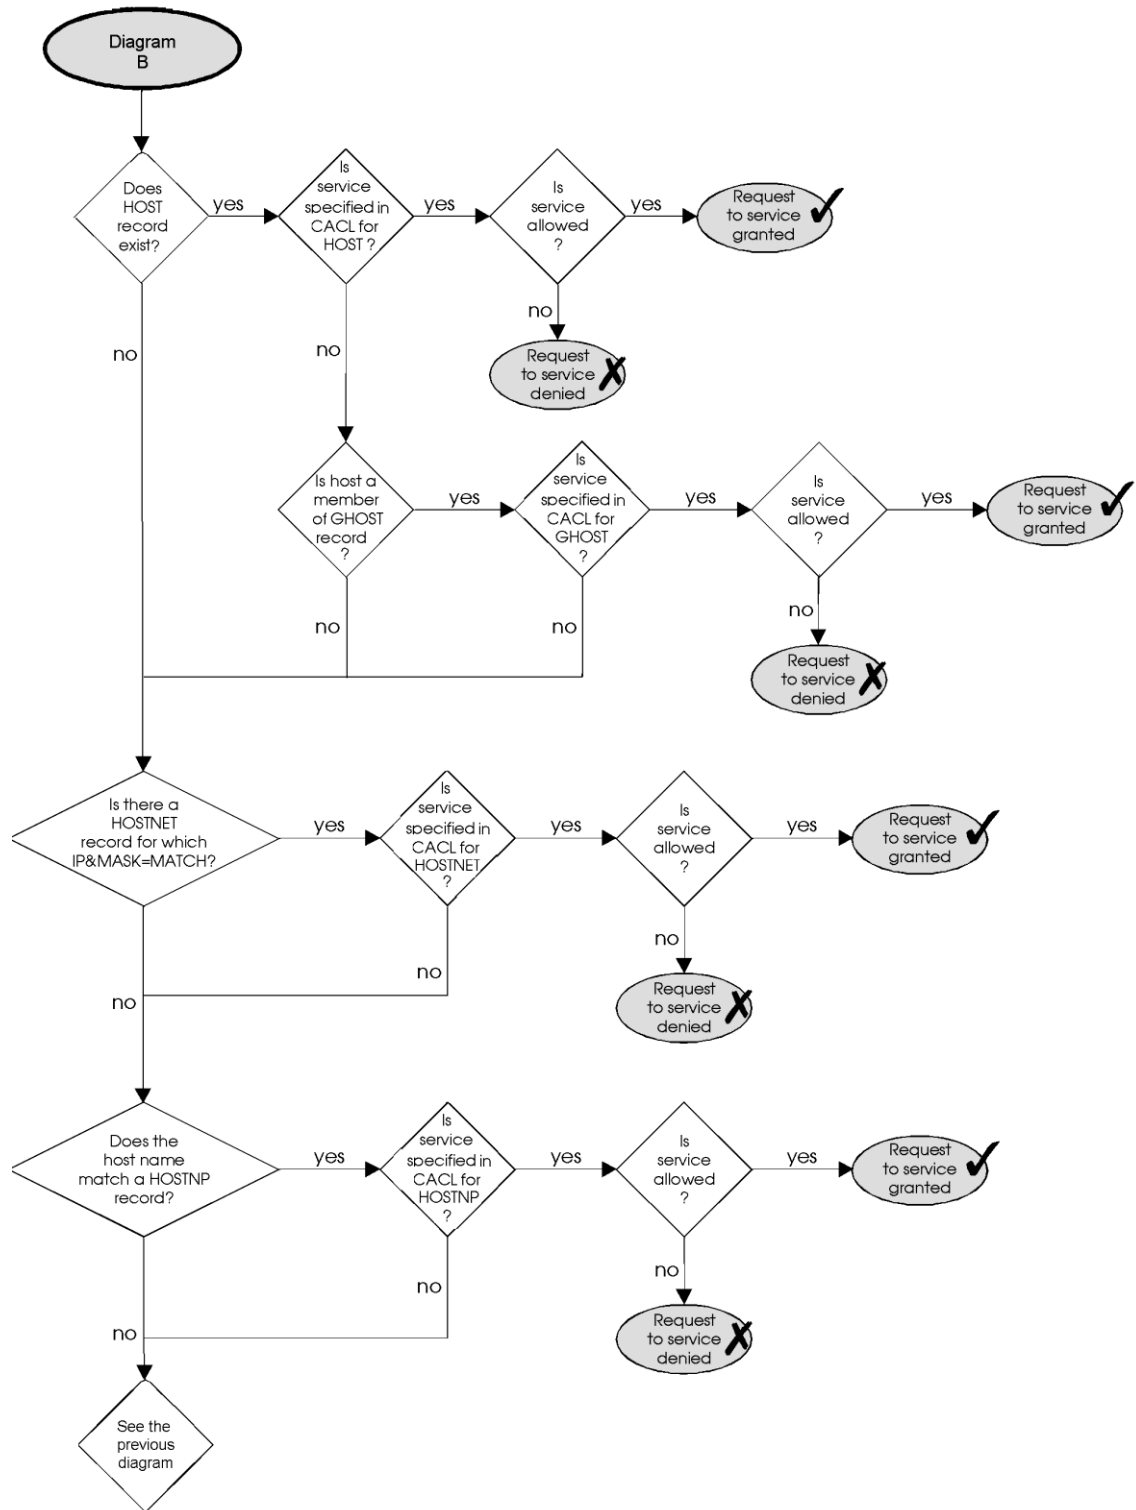 Diagram
B
Does
HOST
record
exist?
yes
Is
service
specified in
CACL for
HOST ?
yes
Is
service
allowed
?
yes
Request
to service
granted
no
no
no
Request
to service
denied
Is host a
member
of GHOST
record
?
yes
Is
service
specified in
CACL for
GHOST
?
yes
Is
service
allowed
?
yes
Request
to service
granted
no
no
no
Request
to service
denied
Is there a
HOSTNET
record for which
IP&MASK=MATCH?
yes
Is
service
specified in
CACL for
HOSTNET
?
yes
Is
service
allowed
?
yes
Request
to service
granted
no
no
no
Request
to service
denied
Does the
host name
match a HOSTNP
record?
yes
Is
service
specified in
CACL for
HOSTNP
?
yes
Is
service
allowed
?
yes
Request
to service
granted
no
no
no
Request
to service
denied
See the
previous
diagram